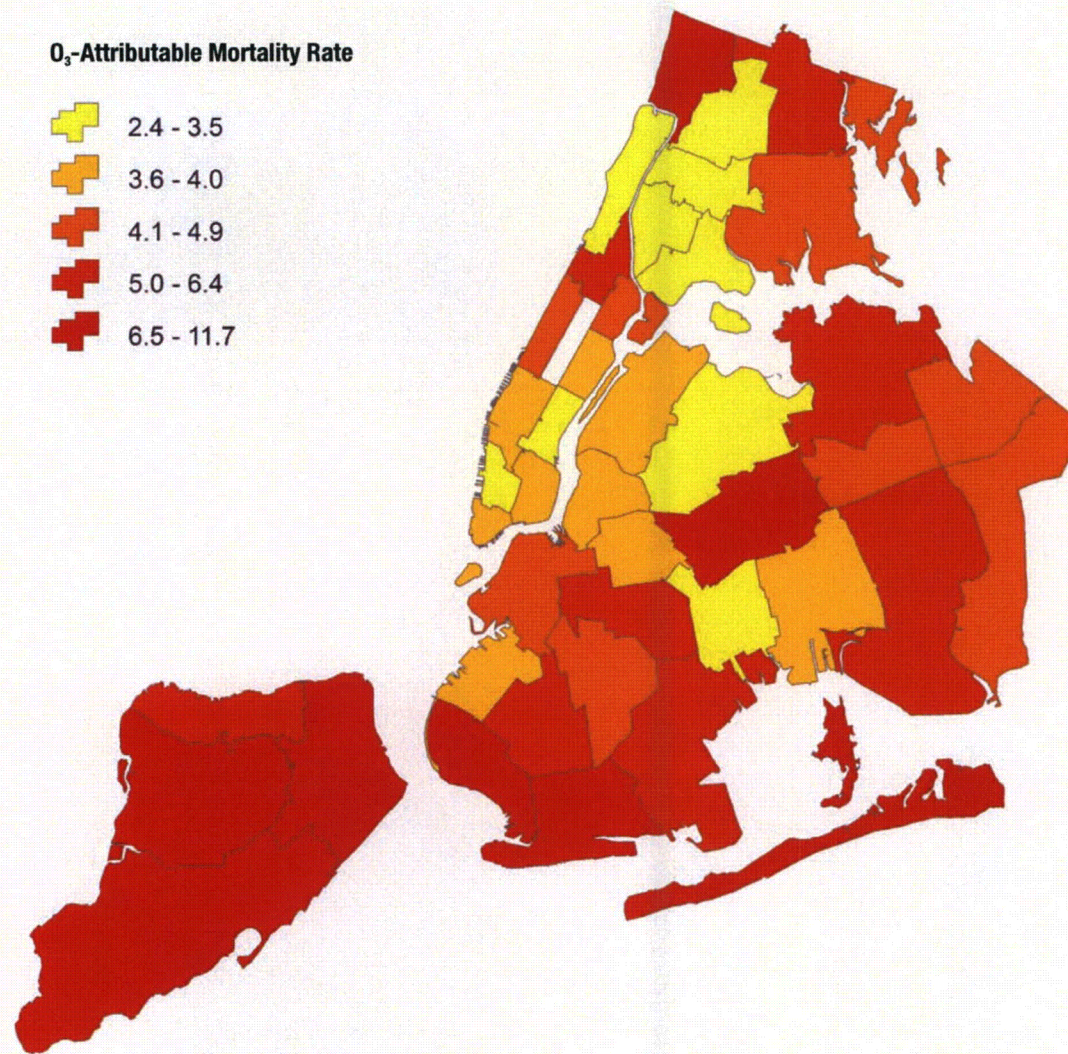 O₃-Attributable Mortality Rate
2.4 - 3.5
3.6 - 4.0
4.1 - 4.9
5.0 - 6.4
6.5 - 11.7